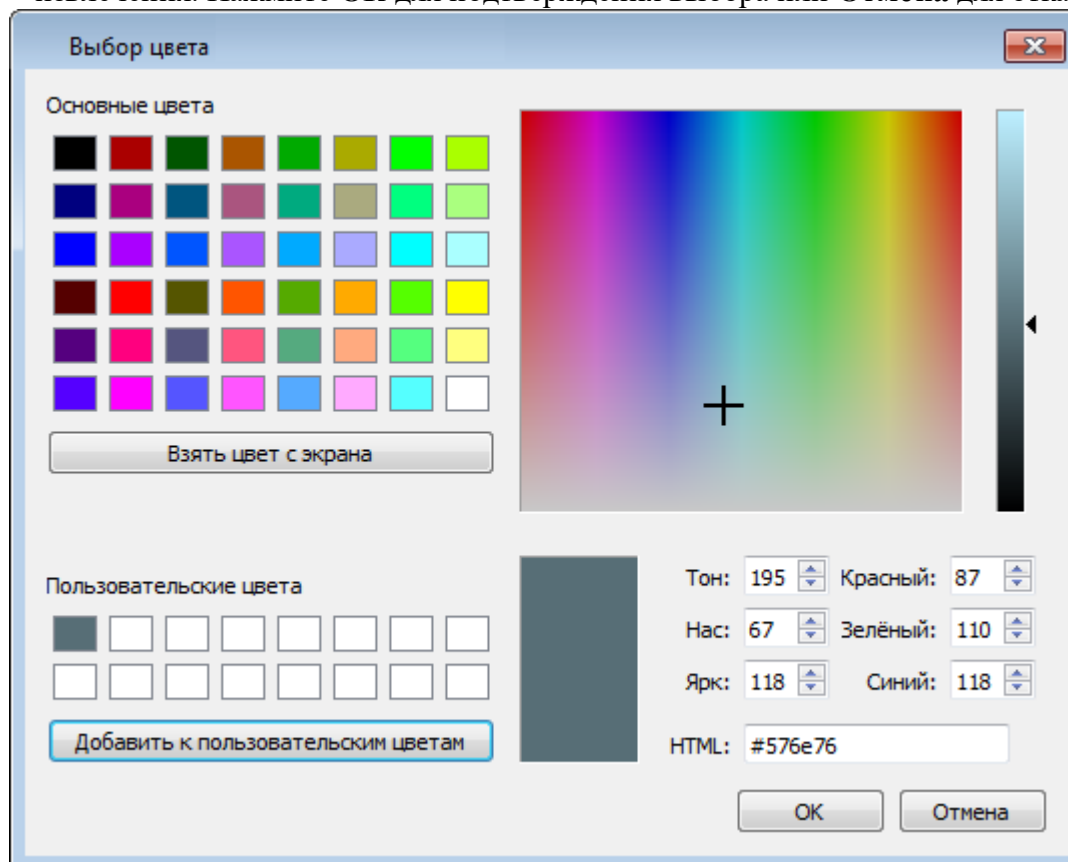 Выбор цвета
Основные цвета
Взять цвет с экрана
Пользовательские цвета
Добавить к пользовательским цветам
Тон: 195 Красный: 87
Нас: 67 Зелёный: 110
Ярк: 118 Синий: 118
HTML: #576e76
OK Отмена